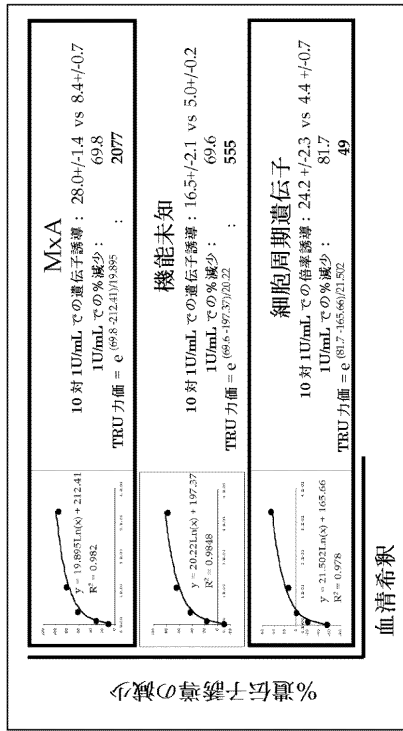 %遺伝子誘導の減少
y = 19.895Ln(x) + 212.41
R² = 0.982
MxA
10 対 1U/mL での遺伝子誘導 : 28.0+/-1.4 vs 8.4+/-0.7
1U/mL での%減少 : 69.8
TRU 力価 = e (69.8 -212.41)/19.895 : 2077
y = 20.22Ln(x) + 197.37
R² = 0.9848
機能未知
10 対 1U/mL での遺伝子誘導 : 16.5+/-2.1 vs 5.0+/-0.2
1U/mL での%減少 : 69.6
TRU 力価 = e (69.6 -197.37)/20.22 : 555
y = 21.502Ln(x) + 165.66
R² = 0.978
細胞周期遺伝子
10 対 1U/mL での倍率誘導 : 24.2 +/-2.3 vs 4.4 +/-0.7
1U/mL での%減少 : 81.7
TRU 力価 = e (81.7 -165.66)/21.502 : 49
血清希釈